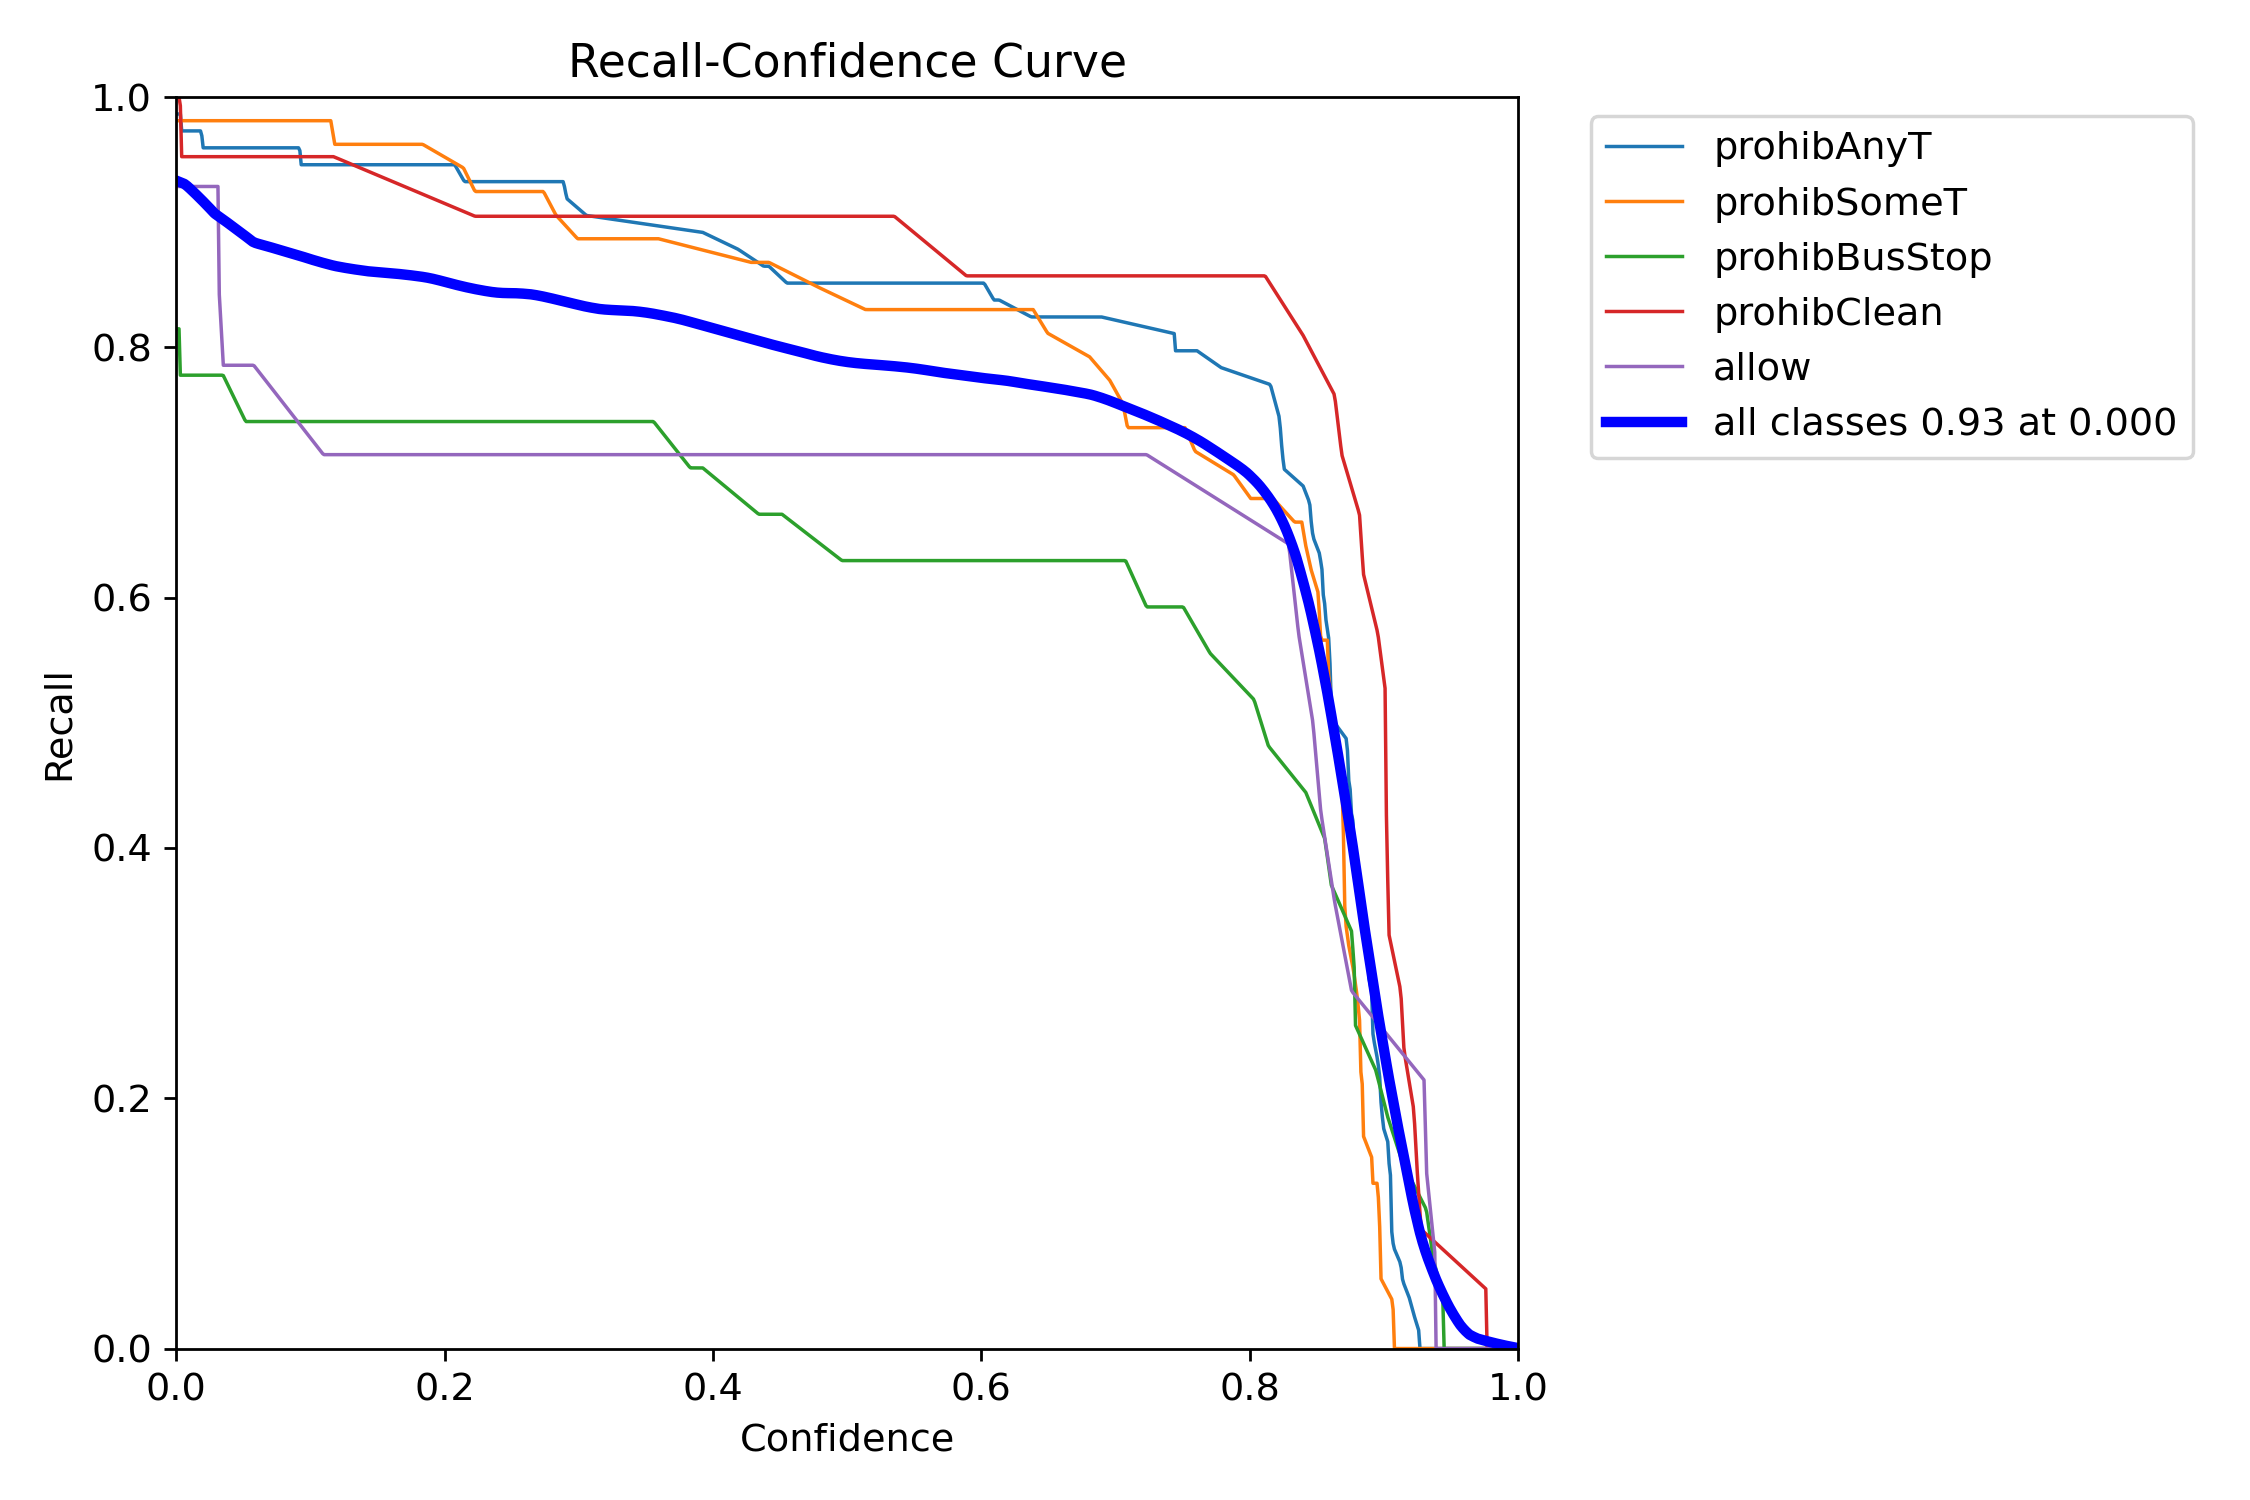 Recall-Confidence Curve
1.0
0.8
0.6
0.4
0.2
0.0
Recall
0.0 0.2 0.4 0.6 0.8 1.0
Confidence
prohibAnyT
prohibSomeT
prohibBusStop
prohibClean
allow
all classes 0.93 at 0.000